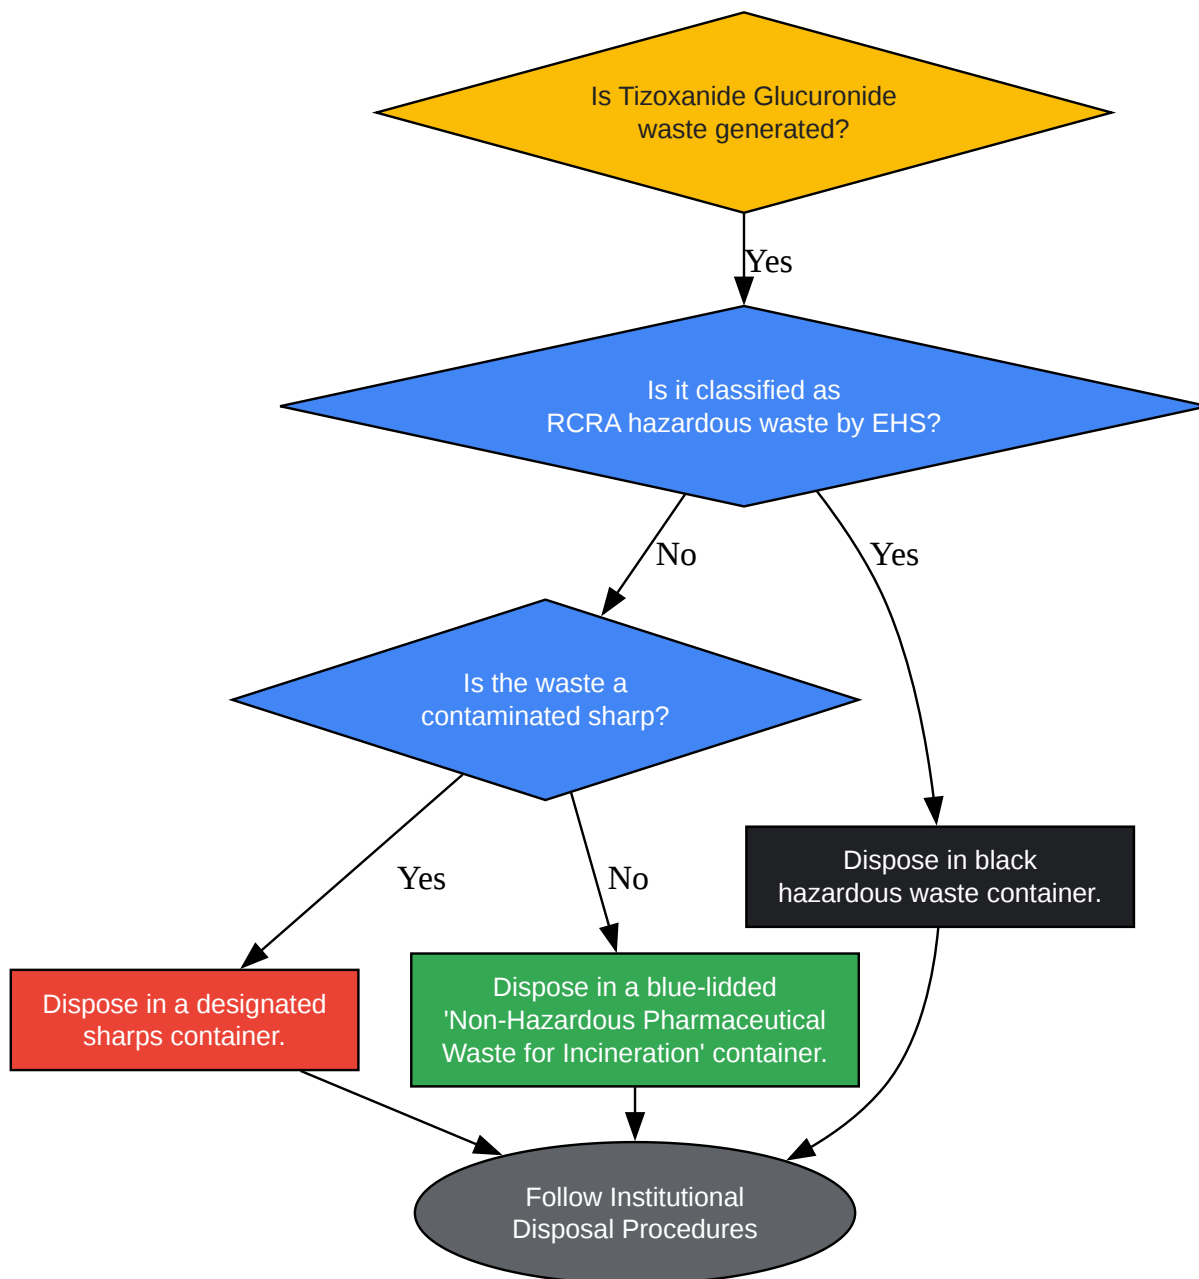 Is Tizoxanide Glucuronide
waste generated?
Yes
Is it classified as
RCRA hazardous waste by EHS?
No
Yes
Is the waste a
contaminated sharp?
Yes
No
Dispose in black
hazardous waste container.
Dispose in a designated
sharps container.
Dispose in a blue-lidded
'Non-Hazardous Pharmaceutical
Waste for Incineration' container.
Follow Institutional
Disposal Procedures